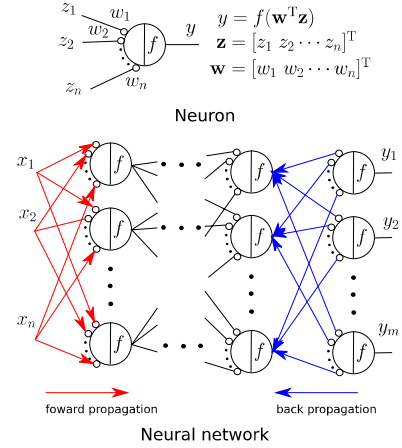 z₁ w₁ y y = f(wᵀz)
z₂ w₂ f z = [z₁ z₂ ··· zₙ]ᵀ
zₙ wₙ w = [w₁ w₂ ··· wₙ]ᵀ
Neuron
x₁ f ··· f f y₁
x₂ f ··· f f y₂
xₙ f ··· f f yₘ
foward propagation back propagation
Neural network